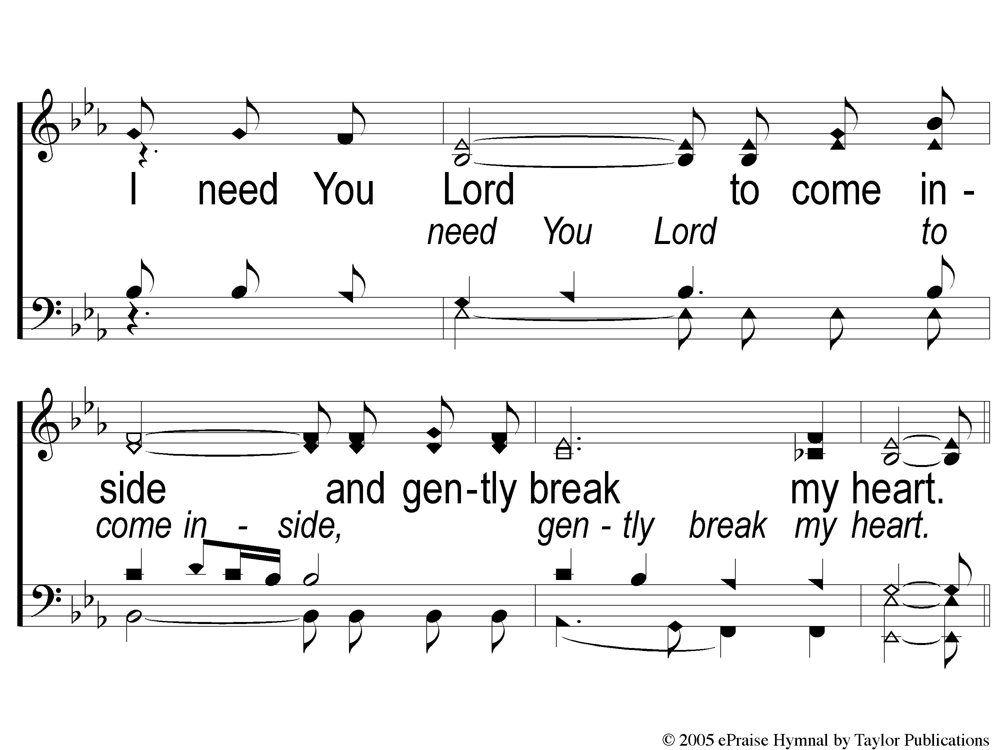 I need You Lord to come in-
need You Lord to
side and gen-tly break my heart.
come in - side, gen - tly break my heart.
© 2005 ePraise Hymnal by Taylor Publications